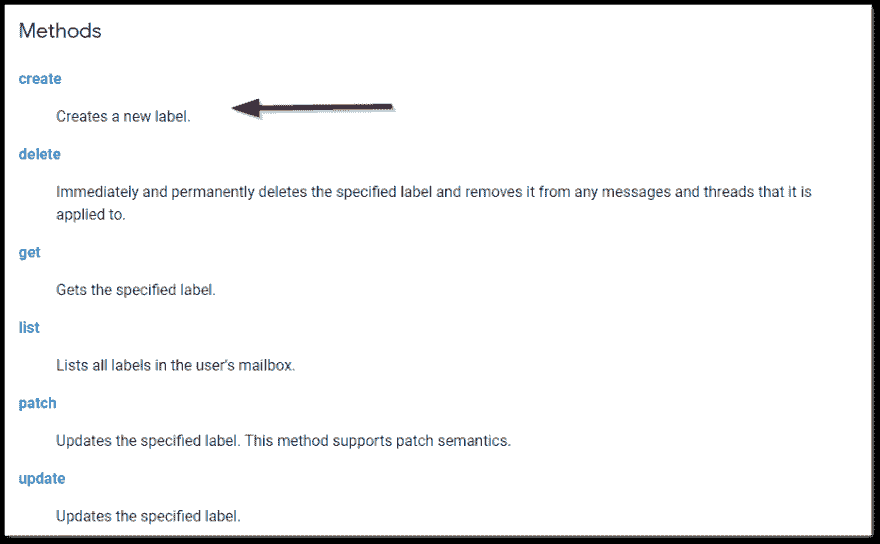 Methods
create
Creates a new label.
delete
Immediately and permanently deletes the specified label and removes it from any messages and threads that it is
applied to.
get
Gets the specified label.
list
Lists all labels in the user's mailbox.
patch
Updates the specified label. This method supports patch semantics.
update
Updates the specified label.